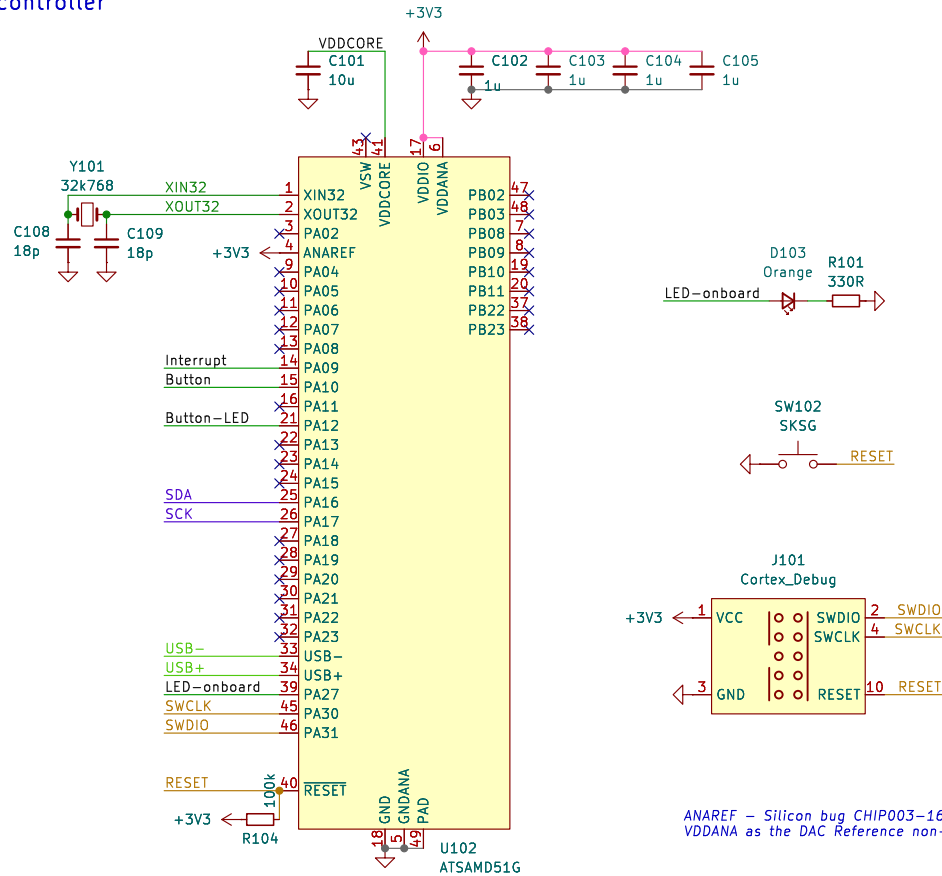 controller
+3V3
VDDCORE
C101
10u
C102
1u
C103
1u
C104
1u
C105
1u
43
41
17
6
VSW
VDDCORE
VDDIO
VDDANA
Y101
32k768
XIN32
XOUT32
C108
18p
C109
18p
+3V3
1 XIN32
2 XOUT32
3 PA02
4 ANAREF
9 PA04
10 PA05
11 PA06
12 PA07
13 PA08
Interrupt 14 PA09
Button 15 PA10
16 PA11
Button-LED 21 PA12
22 PA13
23 PA14
24 PA15
SDA 25 PA16
SCK 26 PA17
27 PA18
28 PA19
29 PA20
30 PA21
31 PA22
32 PA23
USB- 33 USB-
USB+ 34 USB+
LED-onboard 39 PA27
SWCLK 45 PA30
SWDIO 46 PA31
RESET 40 RESET
100k
+3V3
R104
PB02 47
PB03 48
PB08 7
PB09 8
PB10 19
PB11 20
PB22 37
PB23 38
GND
GNDANA
PAD
18
5
49
U102
ATSAMD51G
D103
Orange
R101
330R
LED-onboard
SW102
SKSG
RESET
J101
Cortex_Debug
+3V3 1 VCC
SWDIO 2 SWDIO
SWCLK 4 SWCLK
3 GND
RESET 10 RESET
ANAREF - Silicon bug CHIP003-16
VDDANA as the DAC Reference non-